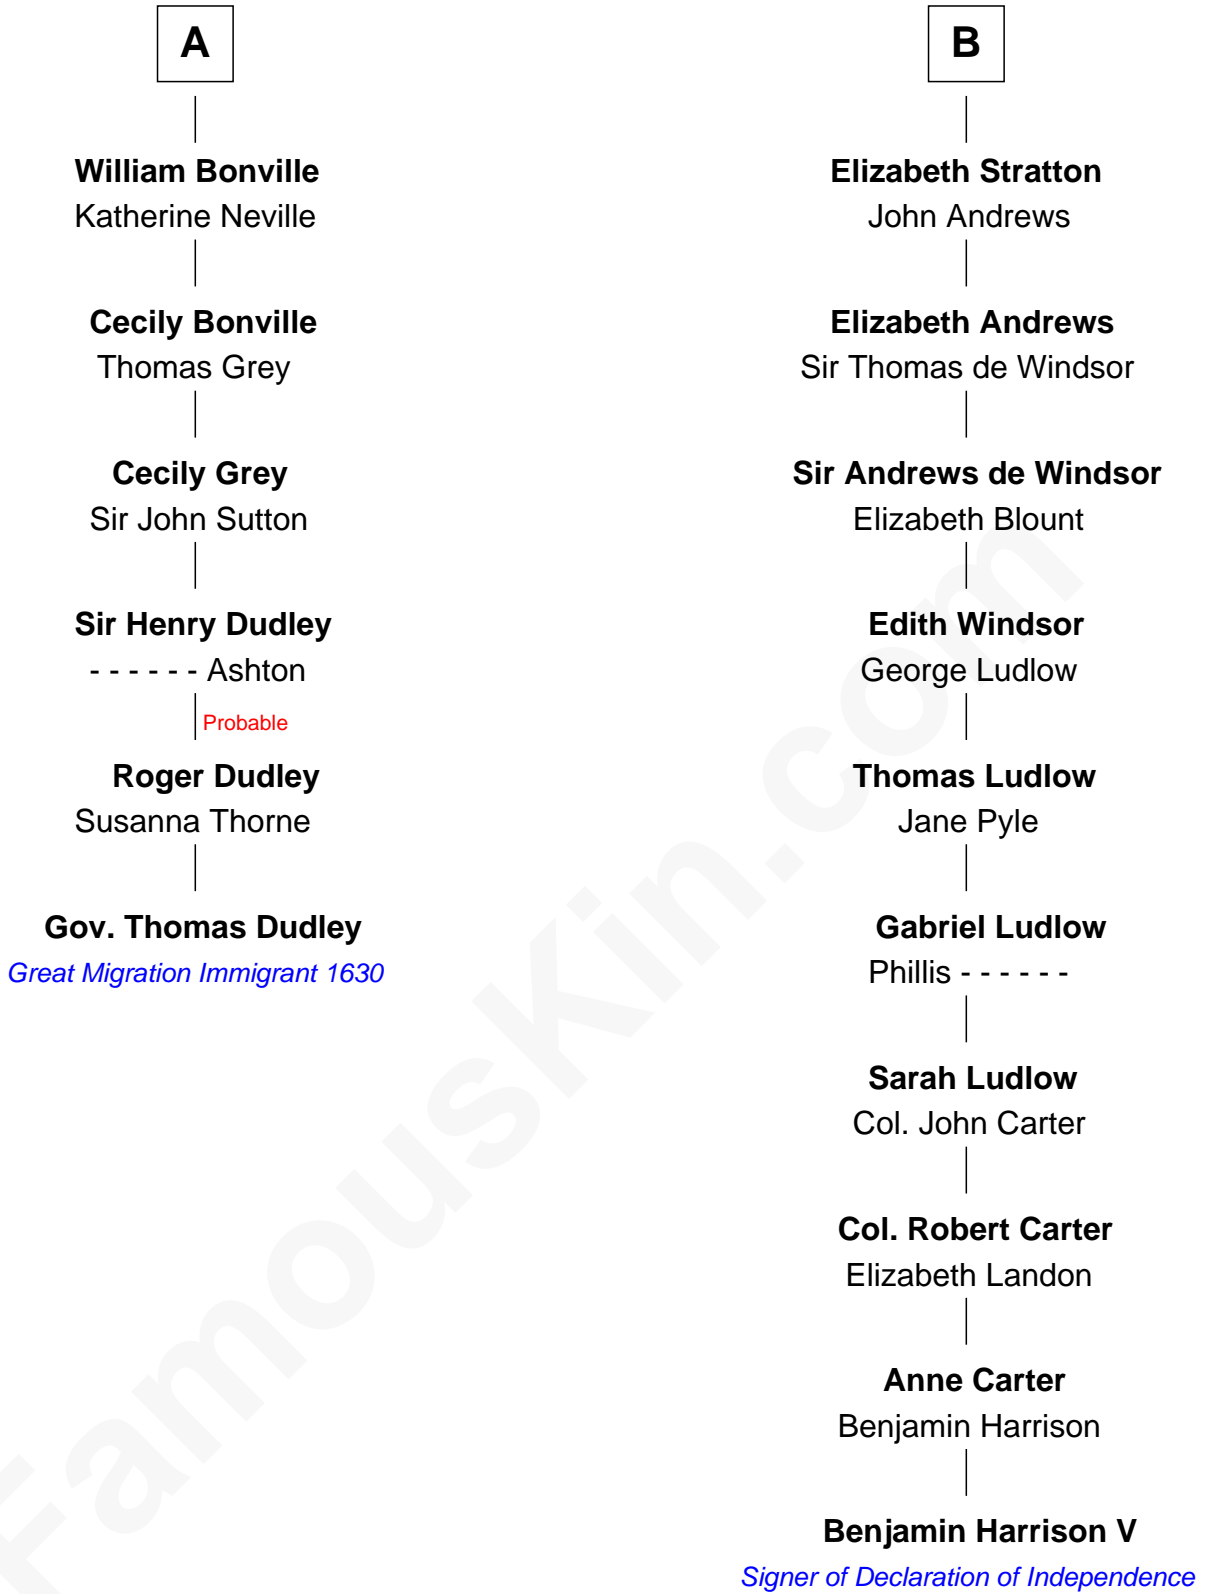 A
William Bonville
Katherine Neville
Cecily Bonville
Thomas Grey
Cecily Grey
Sir John Sutton
Sir Henry Dudley
- - - - - - Ashton
Probable
Roger Dudley
Susanna Thorne
Gov. Thomas Dudley
Great Migration Immigrant 1630
B
Elizabeth Stratton
John Andrews
Elizabeth Andrews
Sir Thomas de Windsor
Sir Andrews de Windsor
Elizabeth Blount
Edith Windsor
George Ludlow
Thomas Ludlow
Jane Pyle
Gabriel Ludlow
Phillis - - - - - -
Sarah Ludlow
Col. John Carter
Col. Robert Carter
Elizabeth Landon
Anne Carter
Benjamin Harrison
Benjamin Harrison V
Signer of Declaration of Independence
FamousKin.com